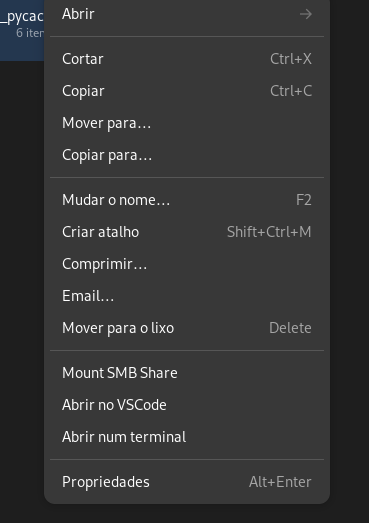 _pycac
6 iter
Abrir
Cortar Ctrl+X
Copiar Ctrl+C
Mover para...
Copiar para...
Mudar o nome... F2
Criar atalho Shift+Ctrl+M
Comprimir...
Email...
Mover para o lixo Delete
Mount SMB Share
Abrir no VSCode
Abrir num terminal
Propriedades Alt+Enter